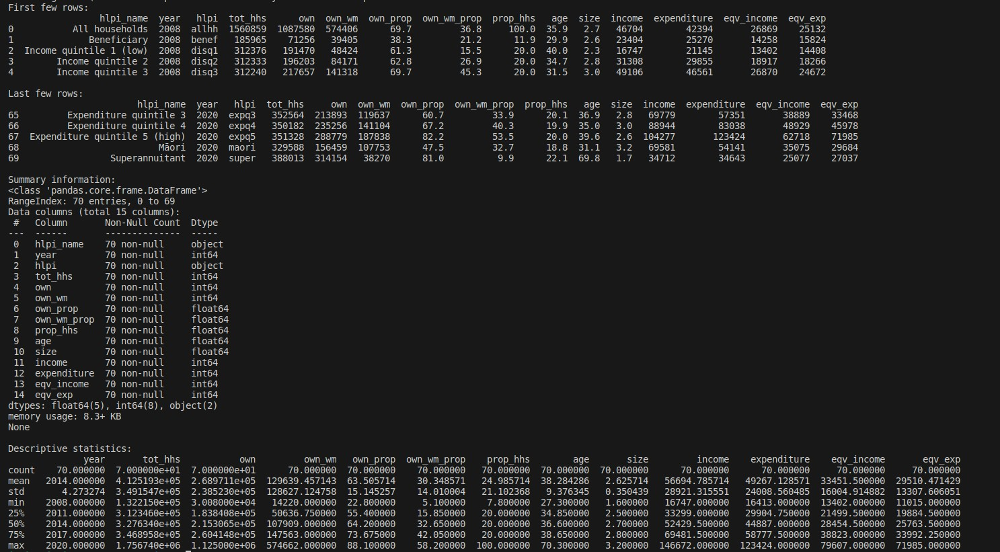 First few rows:
hlpi_name year hlpi tot_hhs own own_wm own_prop own_wm_prop prop_hhs age size income expenditure eqv_income eqv_exp
0 All households 2008 allhh 1560859 1087580 574406 69.7 36.8 100.0 35.9 2.7 46704 42394 26869 25132
1 Beneficiary 2008 benef 185965 71256 39405 38.3 21.2 11.9 29.9 2.6 23404 25270 14258 15824
2 Income quintile 1 (low) 2008 disq1 312376 191470 48424 61.3 15.5 20.0 40.0 2.3 16747 21145 13402 14408
3 Income quintile 2 2008 disq2 312333 196203 84171 62.8 26.9 20.0 34.7 2.8 31308 29855 18917 18266
4 Income quintile 3 2008 disq3 312240 217657 141318 69.7 45.3 20.0 31.5 3.0 49106 46561 26870 24672
Last few rows:
hlpi_name year hlpi tot_hhs own own_wm own_prop own_wm_prop prop_hhs age size income expenditure eqv_income eqv_exp
65 Expenditure quintile 3 2020 expq3 352564 213893 119637 60.7 33.9 20.1 36.9 2.8 69779 57351 38889 33468
66 Expenditure quintile 4 2020 expq4 350182 235256 141104 67.2 40.3 19.9 35.0 3.0 88944 83038 48929 45978
67 Expenditure quintile 5 (high) 2020 expq5 351328 288779 187838 82.2 53.5 20.0 39.6 2.6 104277 123424 62718 71985
68 Māori 2020 maori 329588 156459 107753 47.5 32.7 18.8 31.1 3.2 69581 54141 35075 29684
69 Superannuitant 2020 super 388013 314154 38270 81.0 9.9 22.1 69.8 1.7 34712 34643 25077 27037
Summary information:
<class 'pandas.core.frame.DataFrame'>
RangeIndex: 70 entries, 0 to 69
Data columns (total 15 columns):
# Column Non-Null Count Dtype
--- ------ -------------- -----
0 hlpi_name 70 non-null object
1 year 70 non-null int64
2 hlpi 70 non-null object
3 tot_hhs 70 non-null int64
4 own 70 non-null int64
5 own_wm 70 non-null int64
6 own_prop 70 non-null float64
7 own_wm_prop 70 non-null float64
8 prop_hhs 70 non-null float64
9 age 70 non-null float64
10 size 70 non-null float64
11 income 70 non-null int64
12 expenditure 70 non-null int64
13 eqv_income 70 non-null int64
14 eqv_exp 70 non-null int64
dtypes: float64(5), int64(8), object(2)
memory usage: 8.3+ KB
None
Descriptive statistics:
year tot_hhs own own_wm own_prop own_wm_prop prop_hhs age size income expenditure eqv_income eqv_exp
count 70.000000 7.000000e+01 7.000000e+01 70.000000 70.000000 70.000000 70.000000 70.000000 70.000000 70.000000 70.000000 70.000000 70.000000
mean 2014.000000 4.125193e+05 2.689711e+05 129639.457143 63.505714 30.348571 24.985714 38.284286 2.625714 56694.785714 49267.128571 33451.500000 29510.471429
std 4.273274 3.491547e+05 2.385230e+05 128627.124758 15.145257 14.010004 21.102368 9.376345 0.350439 28921.315551 24008.560485 16004.914882 13307.606051
min 2008.000000 1.322150e+05 3.008000e+04 14220.000000 22.800000 5.100000 7.800000 27.300000 1.600000 16747.000000 16413.000000 13402.000000 11015.000000
25% 2011.000000 3.123460e+05 1.838408e+05 50636.750000 55.400000 15.850000 20.000000 34.850000 2.500000 33299.000000 29904.750000 21499.500000 19884.500000
50% 2014.000000 3.276340e+05 2.153065e+05 107909.000000 64.200000 32.650000 20.000000 36.600000 2.700000 52429.500000 44887.000000 28454.500000 25763.500000
75% 2017.000000 3.468958e+05 2.604148e+05 147563.000000 73.675000 42.050000 20.000000 38.650000 2.800000 69481.500000 58777.500000 38823.000000 33992.250000
max 2020.000000 1.756740e+06 1.125000e+06 574662.000000 88.100000 58.200000 100.000000 70.300000 3.200000 146672.000000 123424.000000 79607.000000 71985.000000